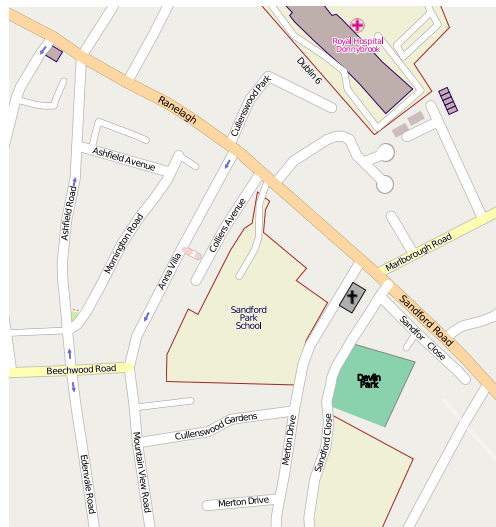 Royal Hospital
Donnybrook
Dublin 6
Ranelagh
Cullenswood Park
Ashfield Avenue
Ashfield Road
Mornington Road
Anna Villa
Colliers Avenue
Marlborough Road
Sandford
Park
School
Sandford Road
Sandfor Close
Devlin
Park
Beechwood Road
Cullenswood Gardens
Merton Drive
Sandford Close
Mountain View Road
Edenvale Road
Merton Drive